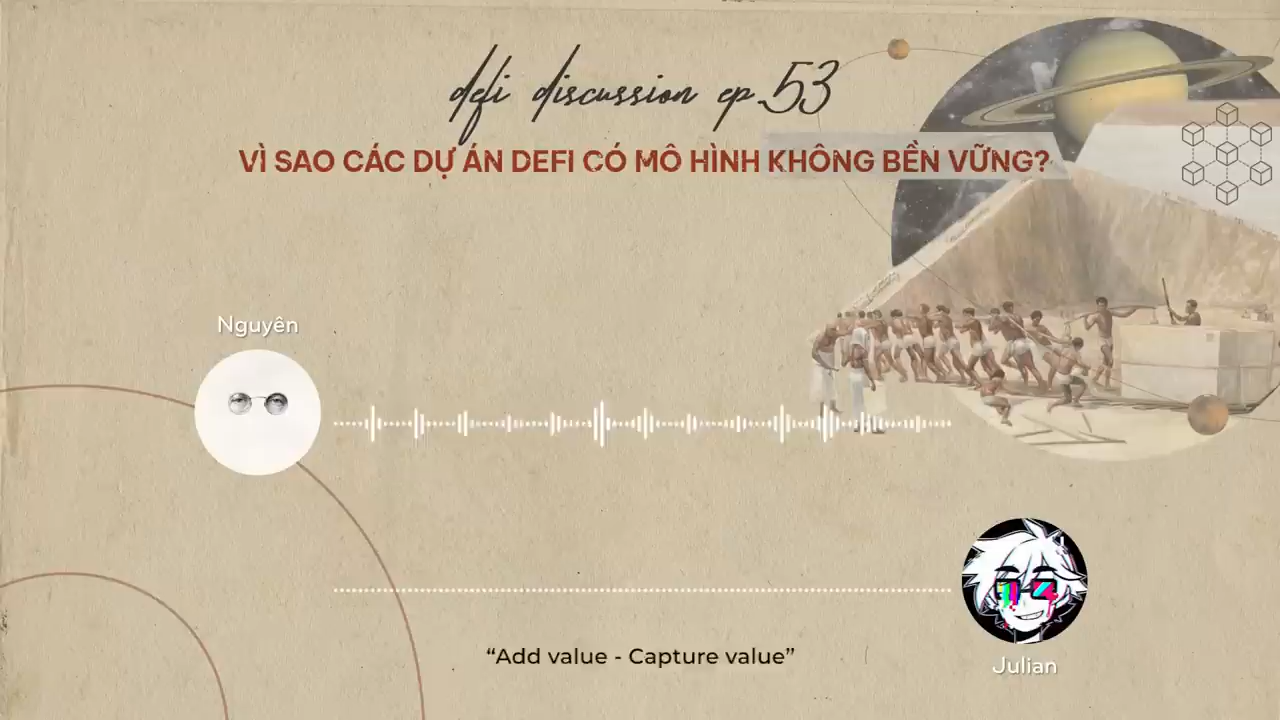 defi discussion ep.53
VÌ SAO CÁC DỰ ÁN DEFI CÓ MÔ HÌNH KHÔNG BỀN VỮNG?
Nguyên
“Add value - Capture value”
Julian